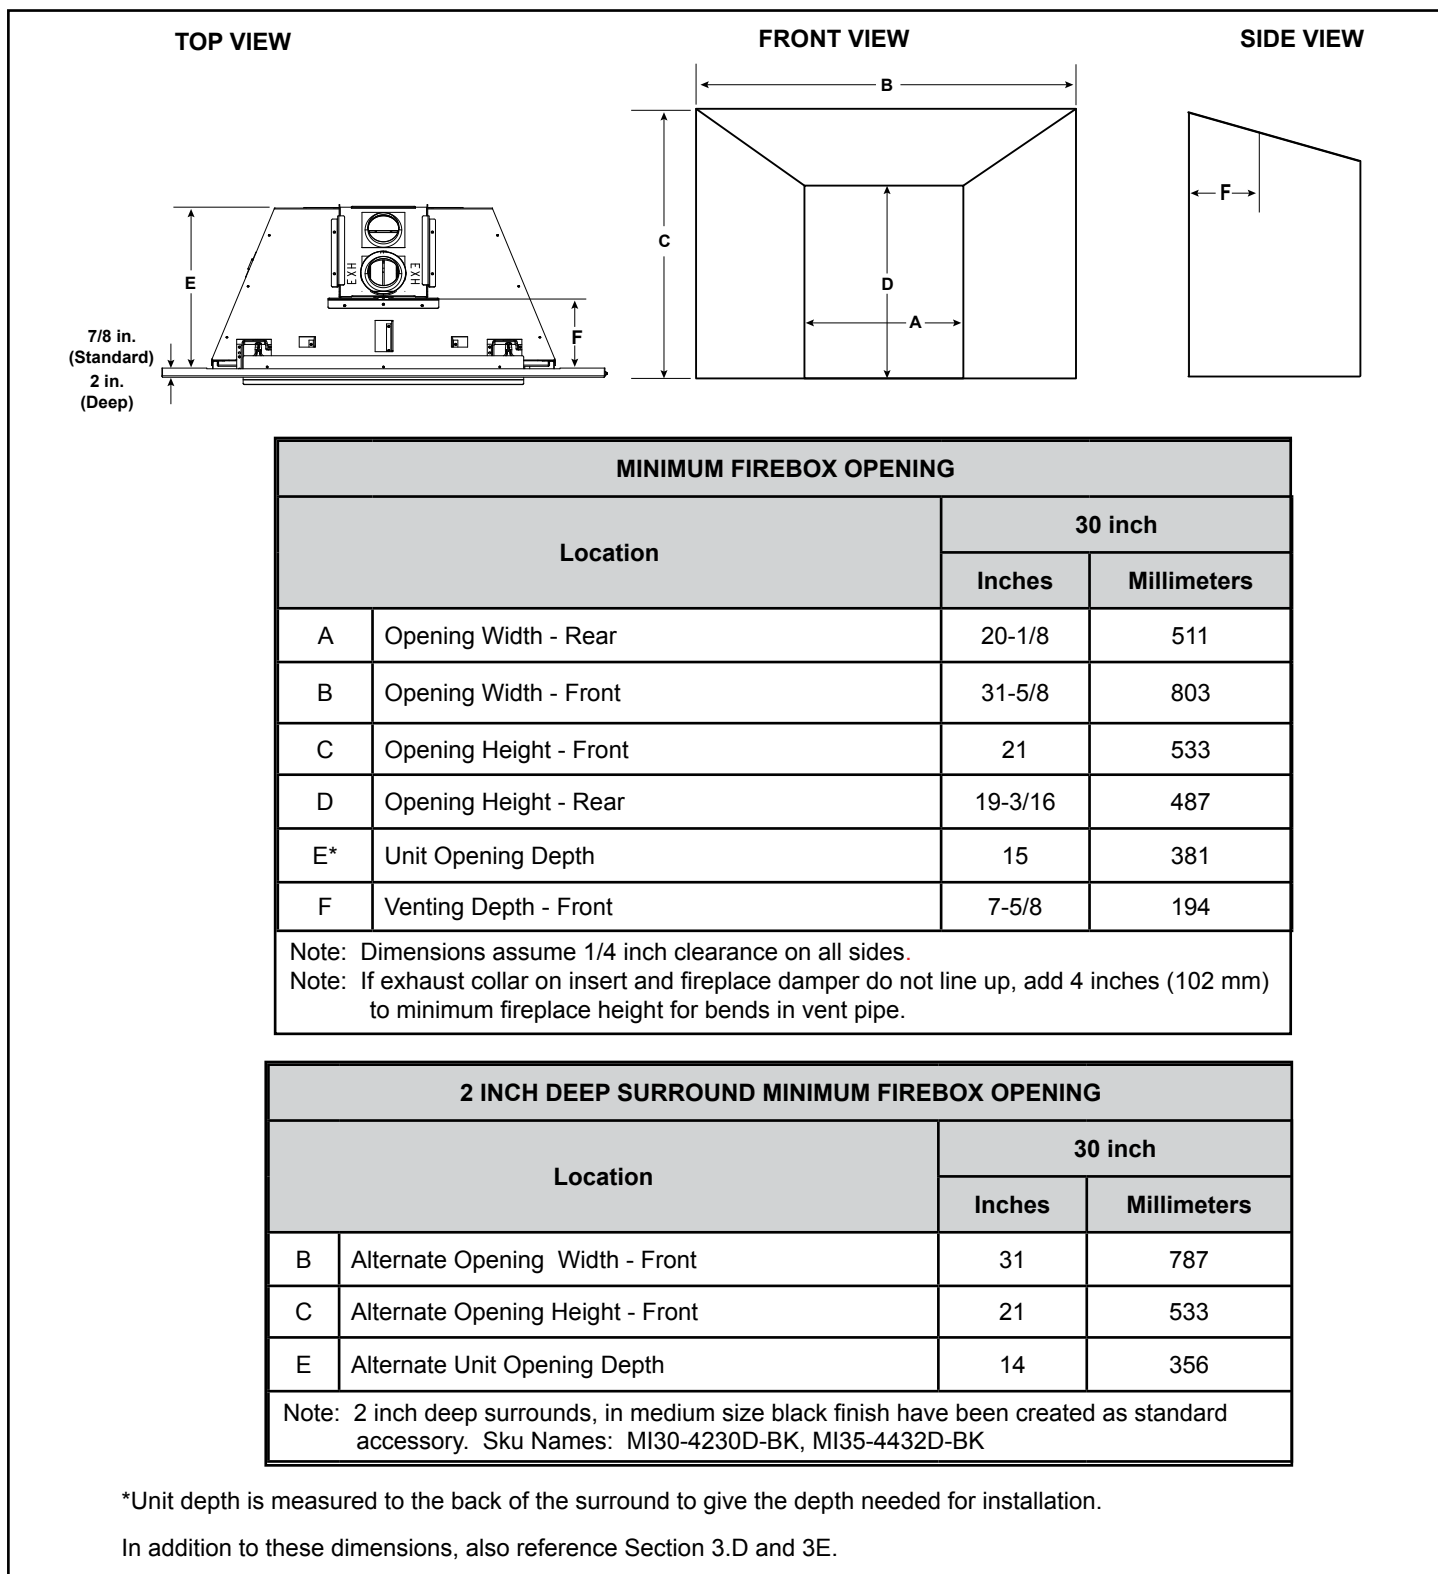 TOP VIEW
FRONT VIEW
SIDE VIEW
B
C
D
A
F
E
EXH
EXH
F
7/8 in.
(Standard)
2 in.
(Deep)
MINIMUM FIREBOX OPENING
Location
30 inch
Inches
Millimeters
A Opening Width - Rear 20-1/8 511
B Opening Width - Front 31-5/8 803
C Opening Height - Front 21 533
D Opening Height - Rear 19-3/16 487
E* Unit Opening Depth 15 381
F Venting Depth - Front 7-5/8 194
Note: Dimensions assume 1/4 inch clearance on all sides.
Note: If exhaust collar on insert and fireplace damper do not line up, add 4 inches (102 mm)
to minimum fireplace height for bends in vent pipe.
2 INCH DEEP SURROUND MINIMUM FIREBOX OPENING
Location
30 inch
Inches
Millimeters
B Alternate Opening Width - Front 31 787
C Alternate Opening Height - Front 21 533
E Alternate Unit Opening Depth 14 356
Note: 2 inch deep surrounds, in medium size black finish have been created as standard
accessory. Sku Names: MI30-4230D-BK, MI35-4432D-BK
*Unit depth is measured to the back of the surround to give the depth needed for installation.
In addition to these dimensions, also reference Section 3.D and 3E.